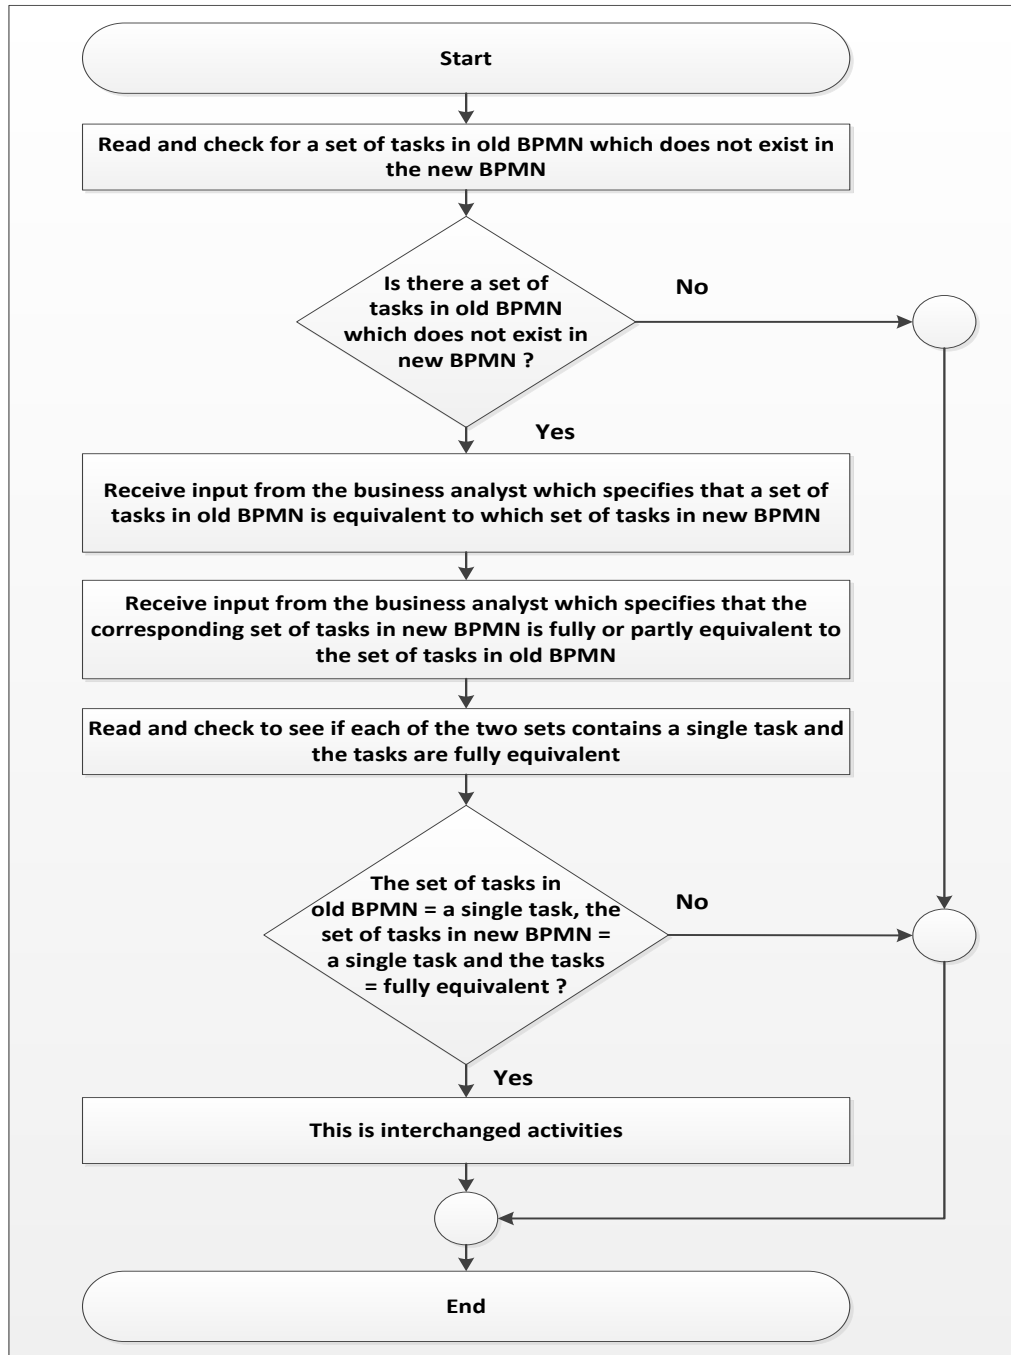 Start
Read and check for a set of tasks in old BPMN which does not exist in
the new BPMN
Is there a set of
tasks in old BPMN
which does not exist in
new BPMN ?
No
Yes
Receive input from the business analyst which specifies that a set of
tasks in old BPMN is equivalent to which set of tasks in new BPMN
Receive input from the business analyst which specifies that the
corresponding set of tasks in new BPMN is fully or partly equivalent to
the set of tasks in old BPMN
Read and check to see if each of the two sets contains a single task and
the tasks are fully equivalent
The set of tasks in
old BPMN = a single task, the
set of tasks in new BPMN =
a single task and the tasks
= fully equivalent ?
No
Yes
This is interchanged activities
End